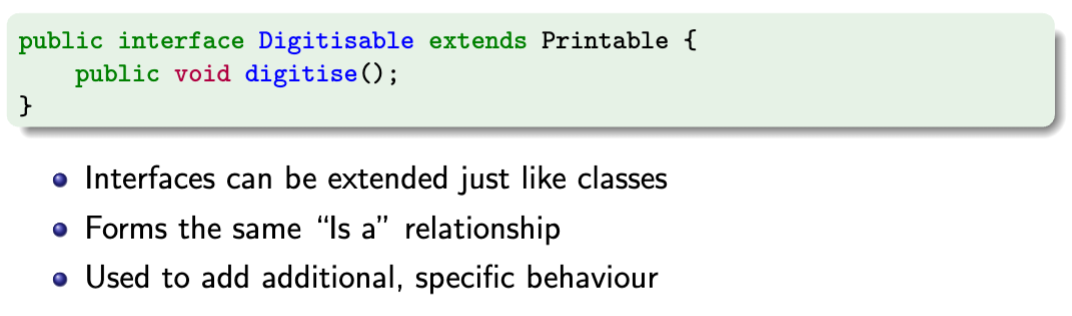 public interface Digitisable extends Printable {
    public void digitise();
}
Interfaces can be extended just like classes
Forms the same “Is a” relationship
Used to add additional, specific behaviour